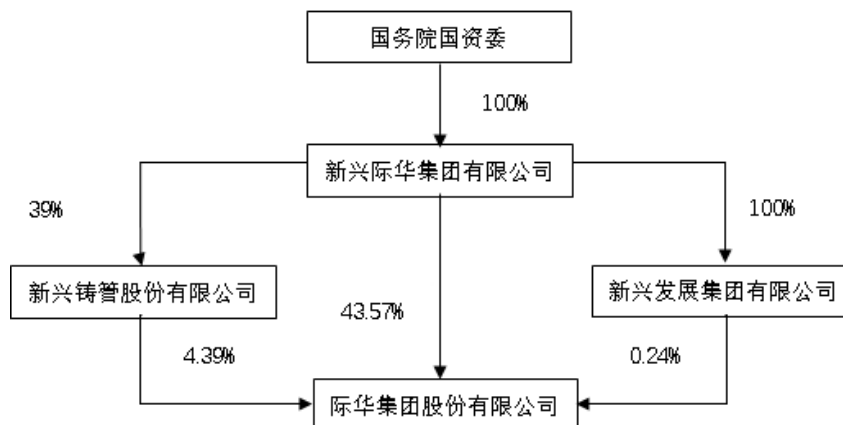 国务院国资委
100%
新兴际华集团有限公司
39%
100%
新兴铸管股份有限公司
43.57%
新兴发展集团有限公司
4.39%
0.24%
际华集团股份有限公司